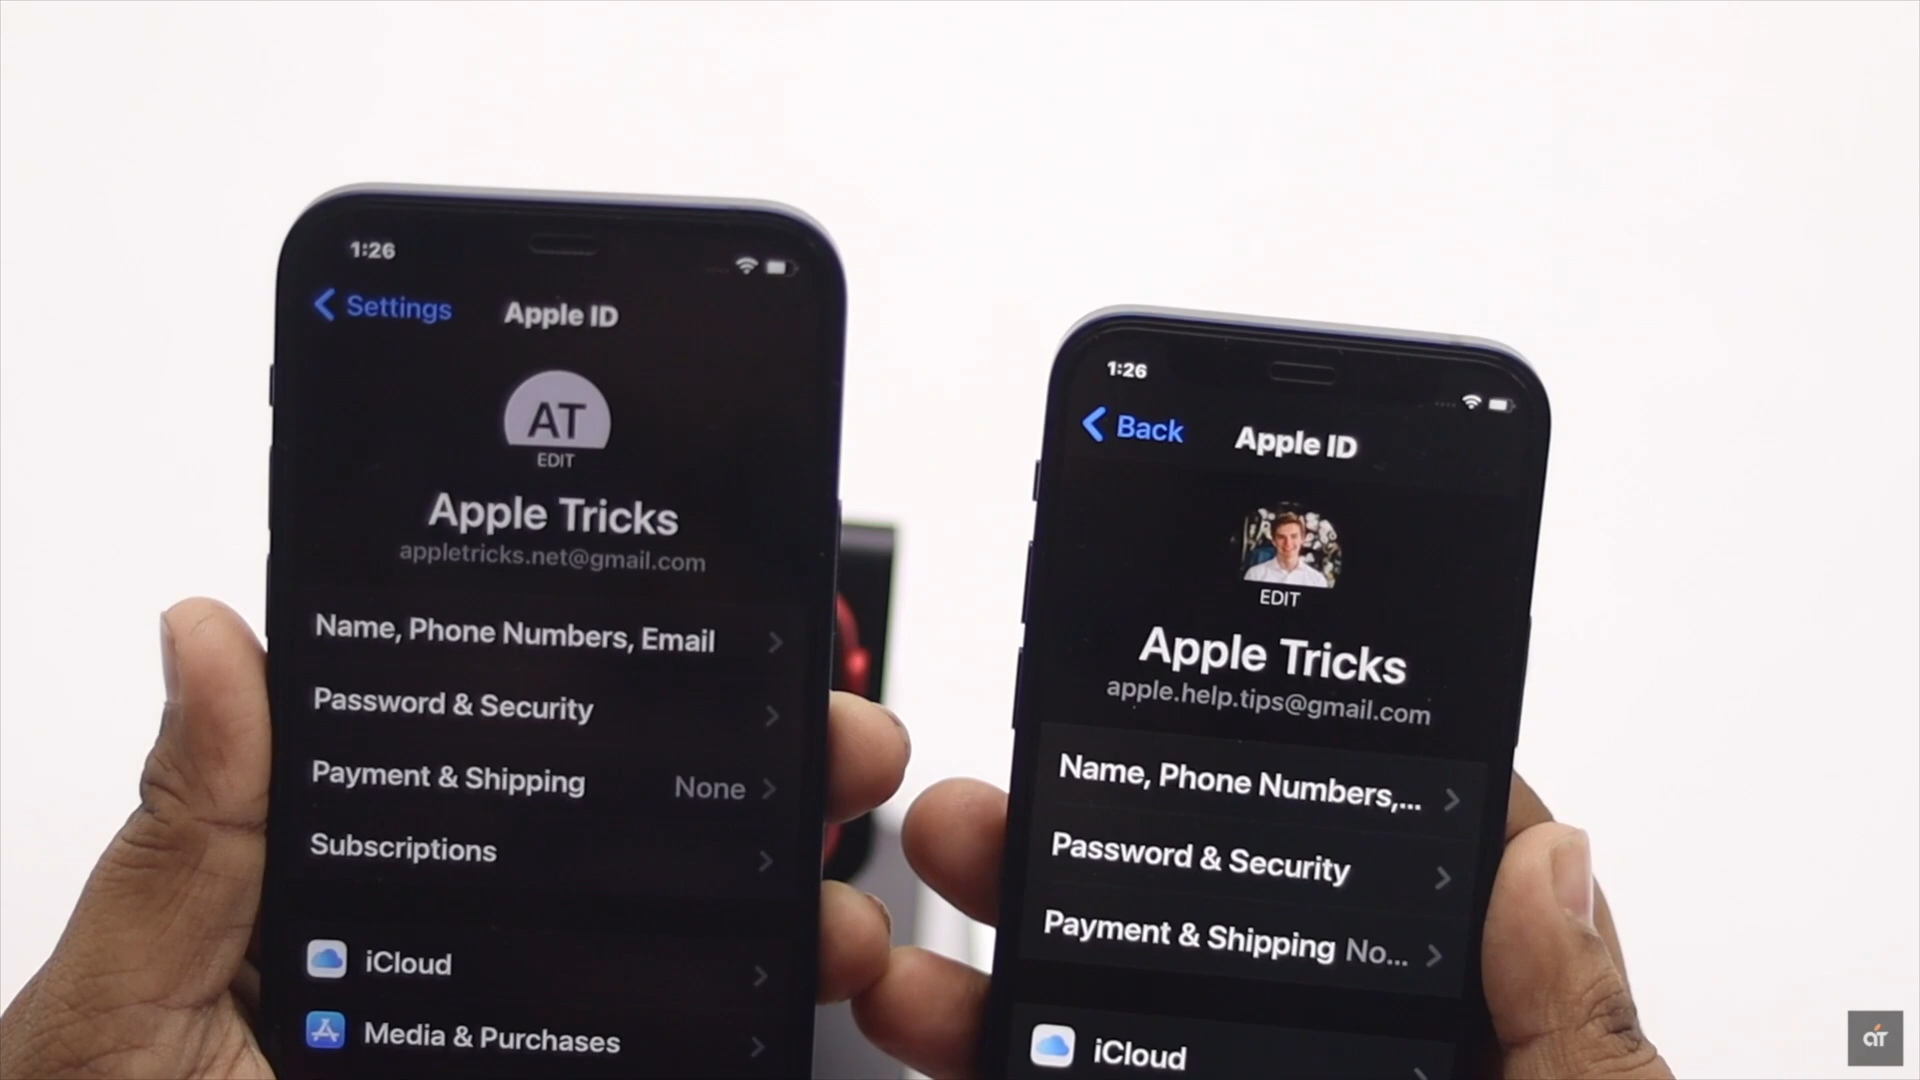 1:26
Settings
Apple ID
AT
EDIT
Apple Tricks
appletricks.net@gmail.com
Name, Phone Numbers, Email
Password & Security
Payment & Shipping None
Subscriptions
iCloud
Media & Purchases
1:26
Back
Apple ID
EDIT
Apple Tricks
apple.help.tips@gmail.com
Name, Phone Numbers,...
Password & Security
Payment & Shipping No...
iCloud
aT